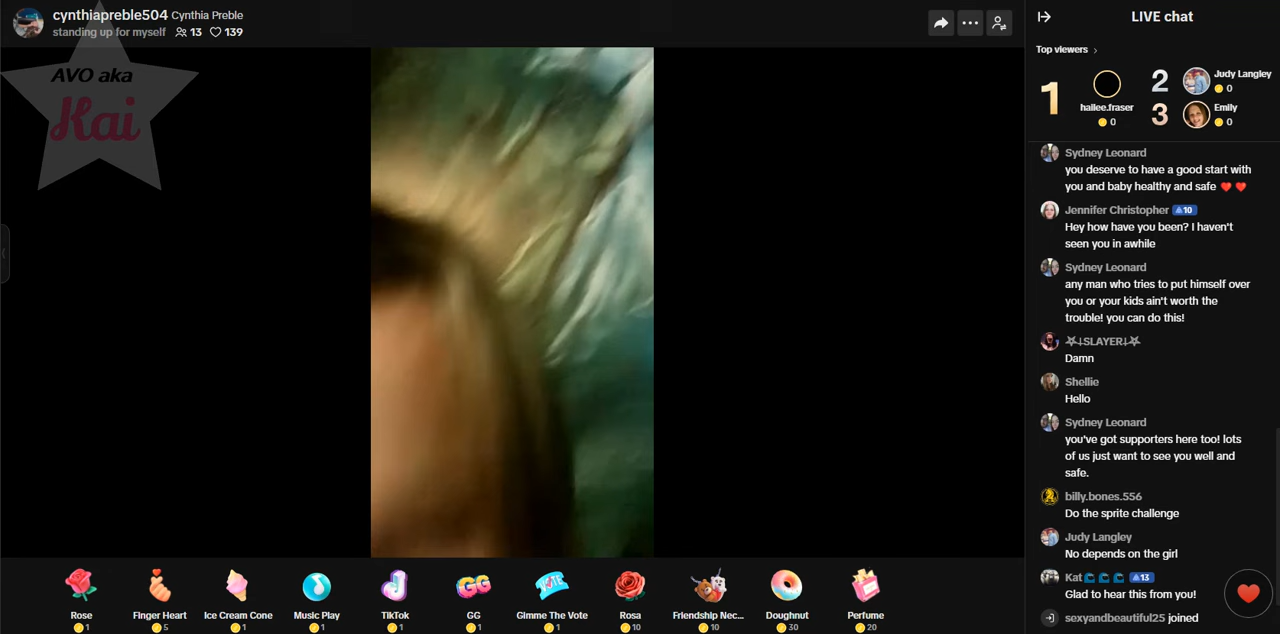 cynthiapreble504 Cynthia Preble
standing up for myself 13 139
AVO aka
Kai
LIVE chat
Top viewers
1
hailee.fraser
0
2
Judy Langley
0
3
Emily
0
Sydney Leonard
you deserve to have a good start with
you and baby healthy and safe
Jennifer Christopher 10
Hey how have you been? I haven't
seen you in awhile
Sydney Leonard
any man who tries to put himself over
you or your kids ain't worth the
trouble! you can do this!
SLAYER
Damn
Shellie
Hello
Sydney Leonard
you've got supporters here too! lots
of us just want to see you well and
safe.
billy.bones.556
Do the sprite challenge
Judy Langley
No depends on the girl
Kat 13
Glad to hear this from you!
sexyandbeautiful25 joined
Rose Finger Heart Ice Cream Cone Music Play TikTok GG Gimme The Vote Rosa Friendship Nec... Doughnut Perfume
1 5 1 1 1 1 1 10 10 30 20